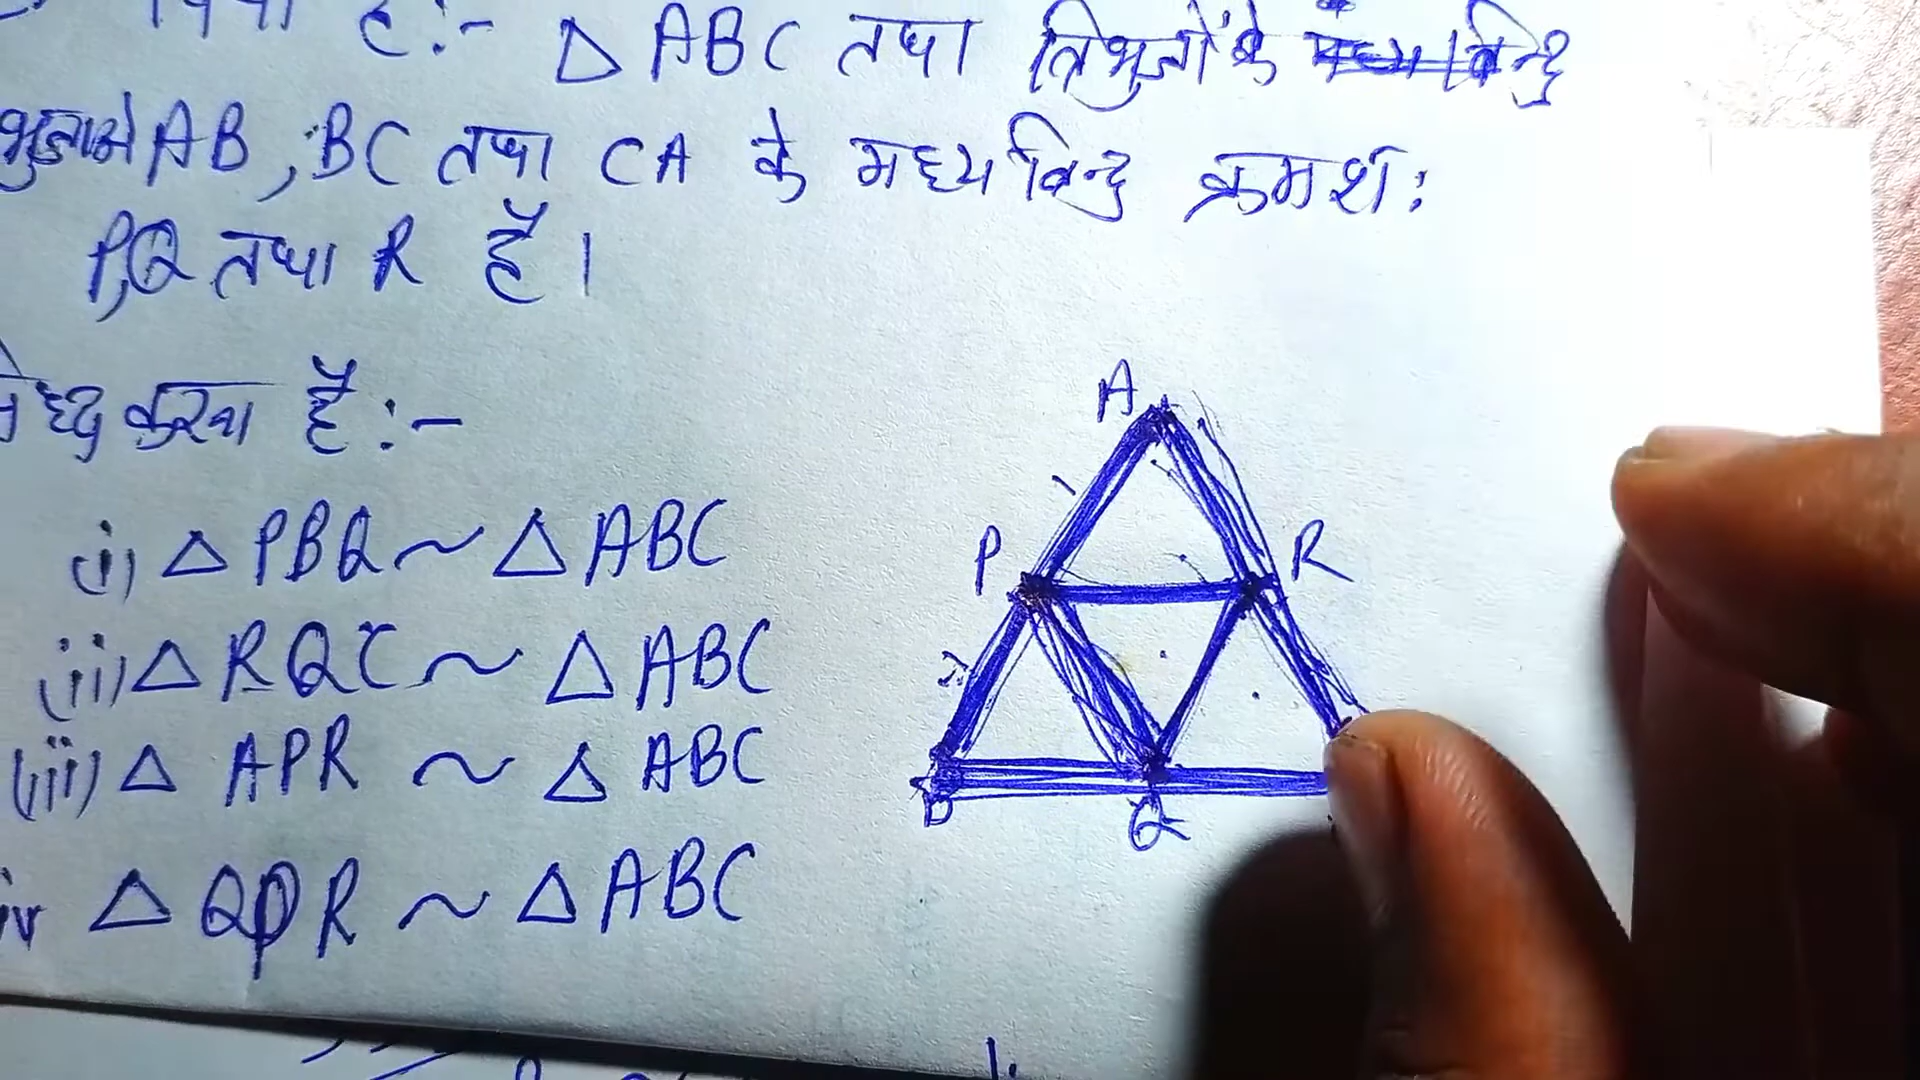 है:- △ ABC तथा त्रिभुजों के
AB, BC तथा CA के मध्य बिन्दु क्रमश:
P,Q तथा R हैं।
करना है:-
(i) △ PBQ ~ △ ABC
(ii) △ RQC ~ △ ABC
(iii) △ APR ~ △ ABC
iv △ QPR ~ △ ABC
A
P
R
B
Q